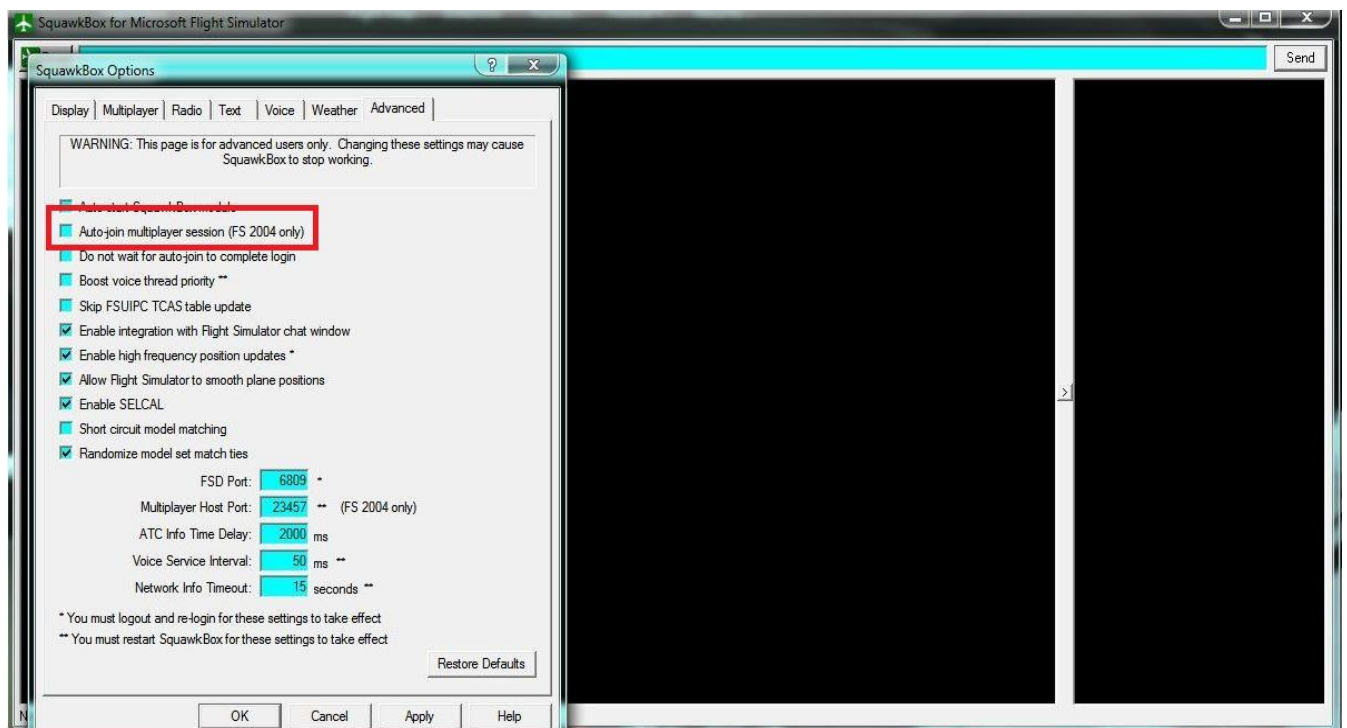 SquawkBox for Microsoft Flight Simulator
Send
SquawkBox Options
Display Multiplayer Radio Text Voice Weather Advanced
WARNING: This page is for advanced users only. Changing these settings may cause
SquawkBox to stop working.
Auto-start SquawkBox module
Auto-join multiplayer session (FS 2004 only)
Do not wait for auto-join to complete login
Boost voice thread priority **
Skip FSUIPC TCAS table update
Enable integration with Flight Simulator chat window
Enable high frequency position updates *
Allow Flight Simulator to smooth plane positions
Enable SELCAL
Short circuit model matching
Randomize model set match ties
FSD Port: 6809 *
Multiplayer Host Port: 23457 ** (FS 2004 only)
ATC Info Time Delay: 2000 ms
Voice Service Interval: 50 ms **
Network Info Timeout: 15 seconds **
* You must logout and re-login for these settings to take effect
** You must restart SquawkBox for these settings to take effect
Restore Defaults
OK Cancel Apply Help